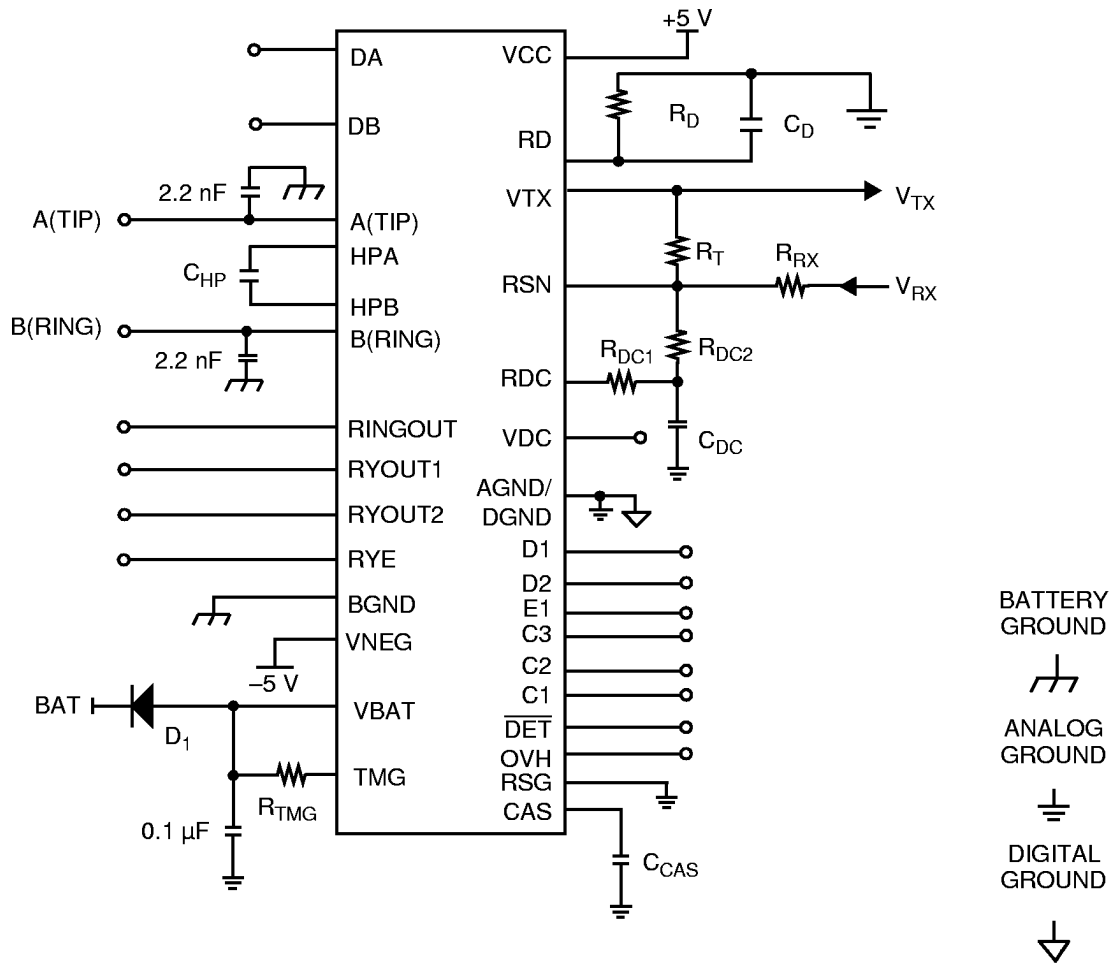 +5 V
DA
VCC
R_D
C_D
DB
RD
2.2 nF
VTX
V_TX
A(TIP)
A(TIP)
HPA
R_T
R_RX
C_HP
RSN
V_RX
HPB
B(RING)
B(RING)
R_DC1
R_DC2
2.2 nF
RDC
RINGOUT
VDC
C_DC
RYOUT1
AGND/
DGND
RYOUT2
D1
RYE
D2
BGND
E1
C3
VNEG
C2
–5 V
C1
BAT
VBAT
D_1
DET
OVH
TMG
RSG
R_TMG
CAS
0.1 µF
C_CAS
BATTERY
GROUND
ANALOG
GROUND
DIGITAL
GROUND